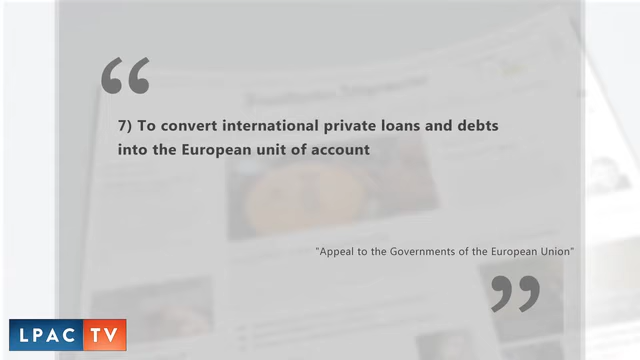 “
7) To convert international private loans and debts
into the European unit of account
"Appeal to the Governments of the European Union"
”
LPAC TV